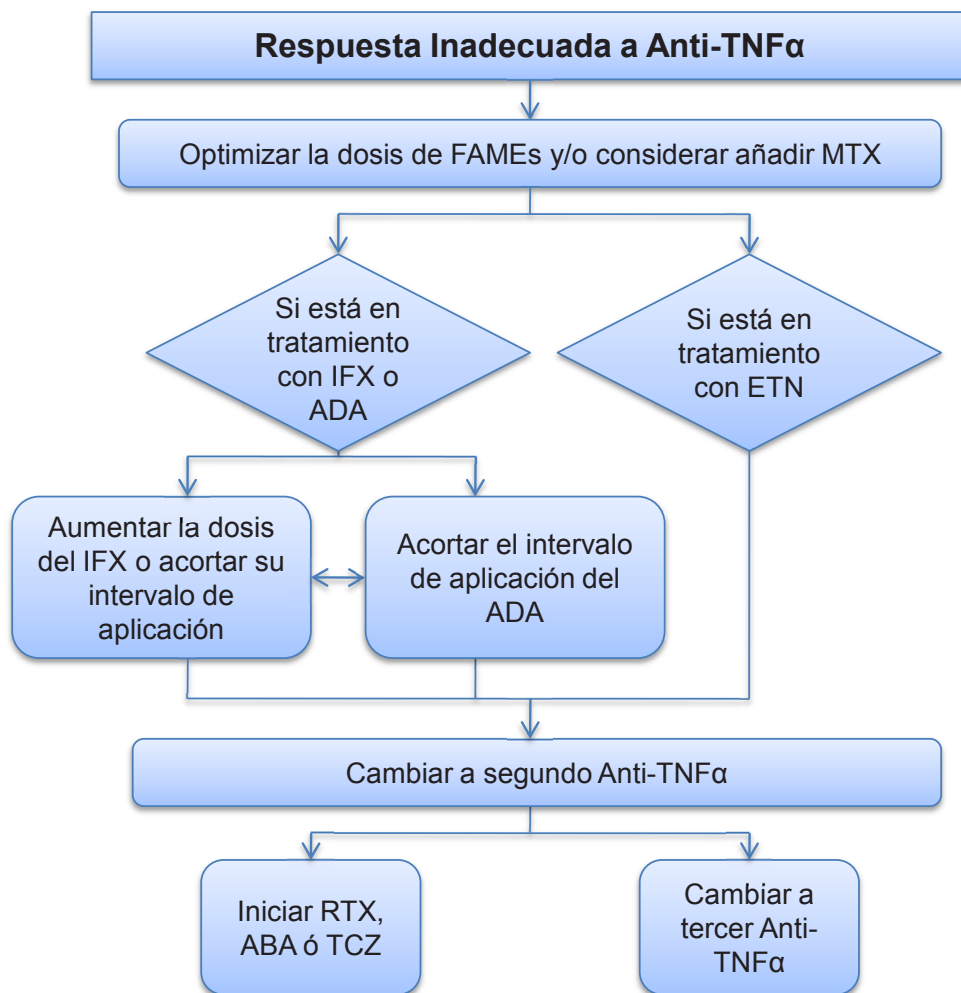 Respuesta Inadecuada a Anti-TNFα
Optimizar la dosis de FAMEs y/o considerar añadir MTX
Si está en
tratamiento
con IFX o
ADA
Si está en
tratamiento
con ETN
Aumentar la dosis
del IFX o acortar su
intervalo de
aplicación
Acortar el intervalo
de aplicación del
ADA
Cambiar a segundo Anti-TNFα
Iniciar RTX,
ABA ó TCZ
Cambiar a
tercer Anti-
TNFα